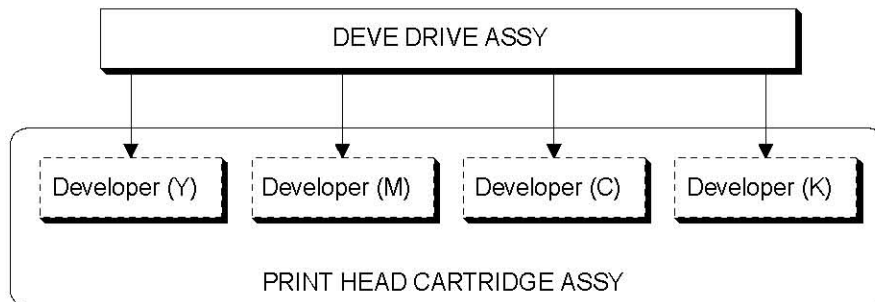 DEVE DRIVE ASSY
Developer (Y) Developer (M) Developer (C) Developer (K)
PRINT HEAD CARTRIDGE ASSY